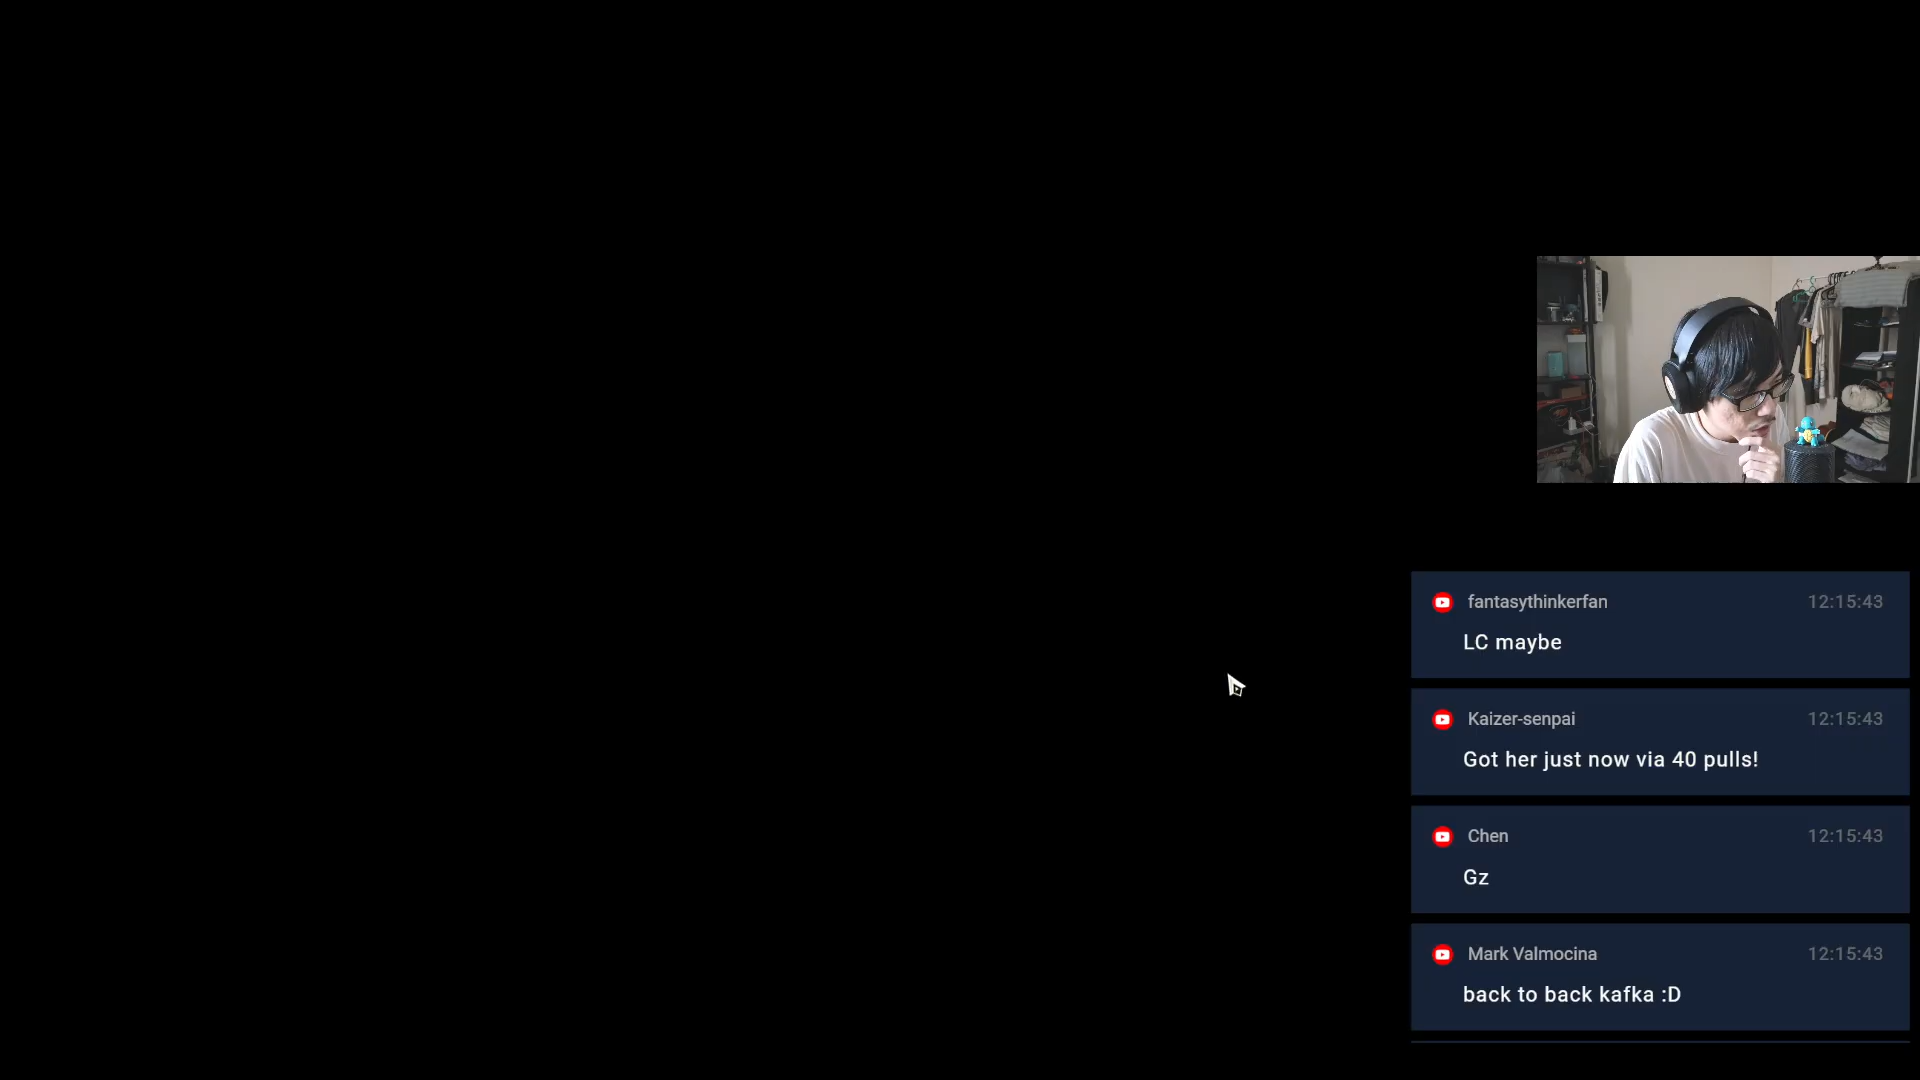 fantasythinkerfan 12:15:43
LC maybe
Kaizer-senpai 12:15:43
Got her just now via 40 pulls!
Chen 12:15:43
Gz
Mark Valmocina 12:15:43
back to back kafka :D